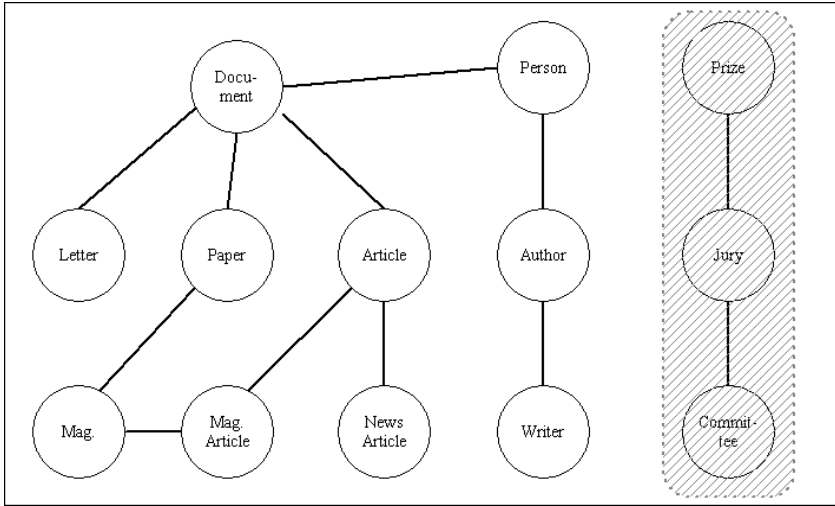 Docu-
ment
Person
Prize
Letter
Paper
Article
Author
Jury
Mag.
Mag.
Article
News
Article
Writer
Commit-
tee